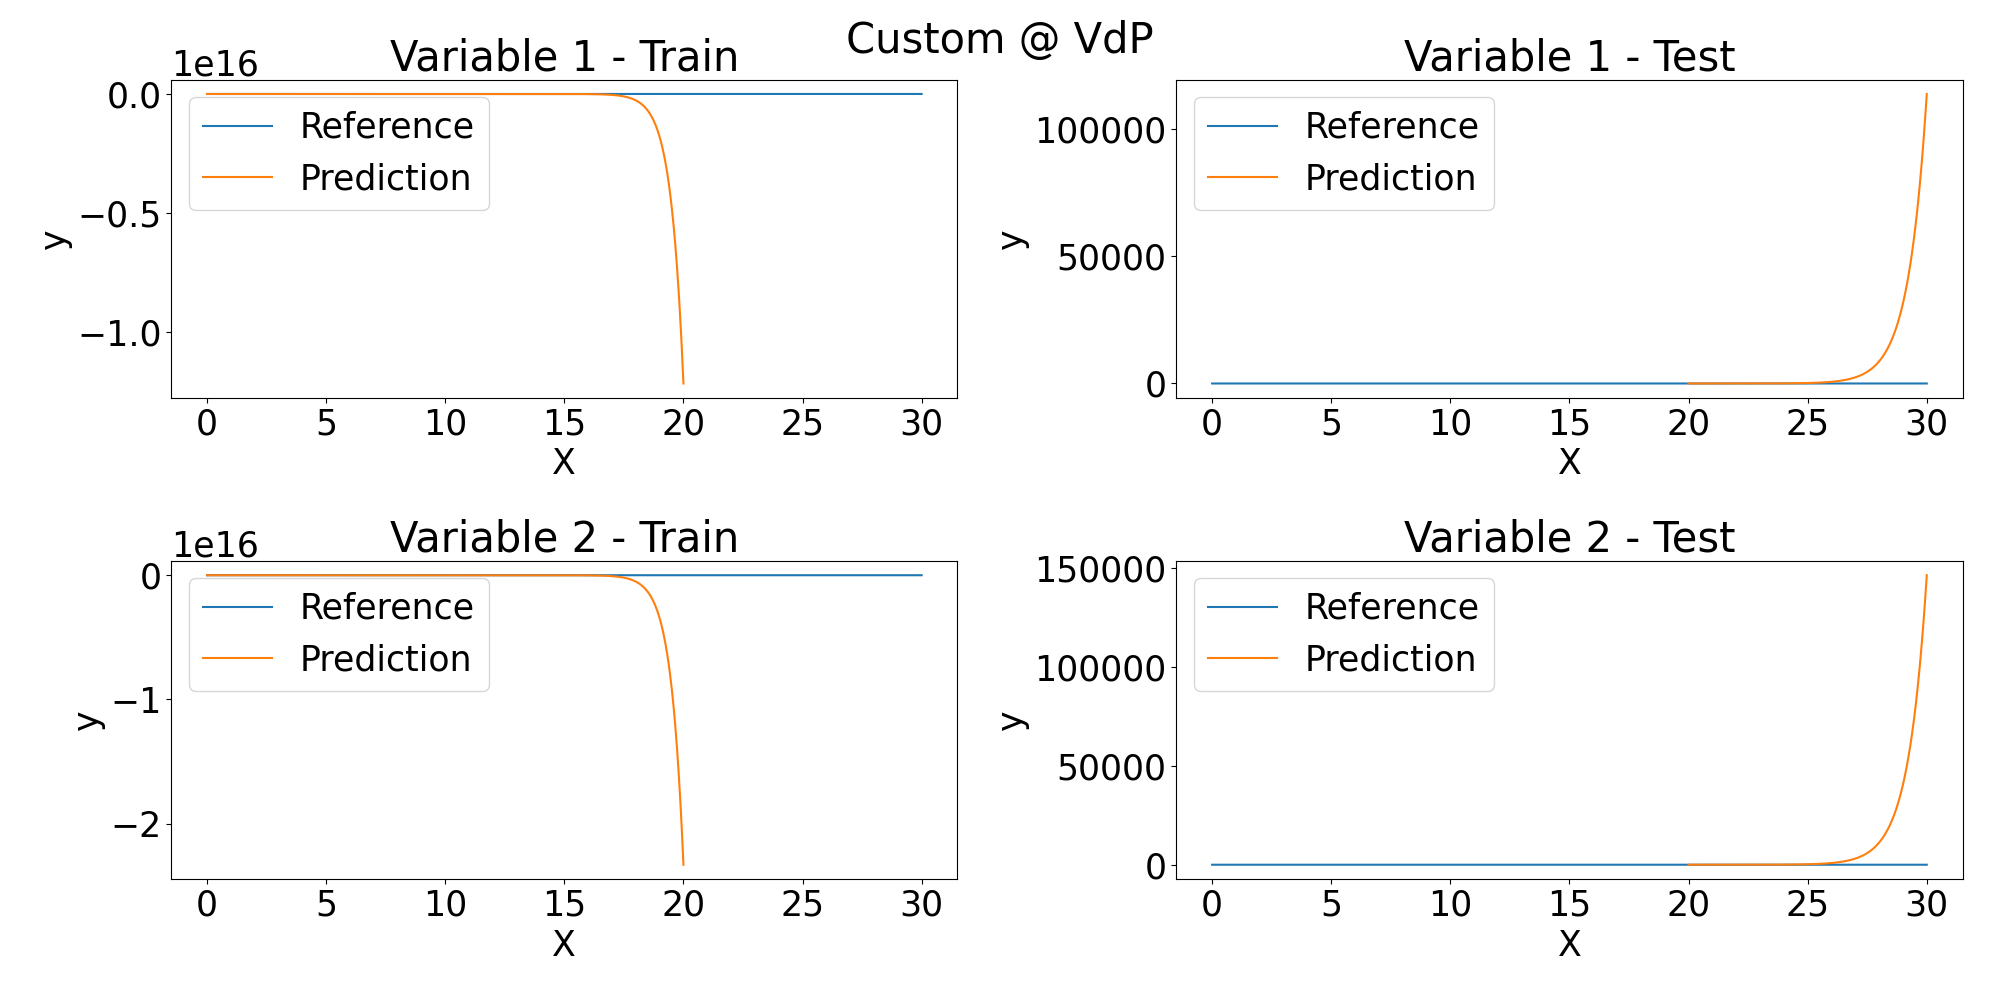 Custom @ VdP
Variable 1 - Train
1e16
0.0
−0.5
−1.0
y
Reference
Prediction
0 5 10 15 20 25 30
X
Variable 1 - Test
100000
50000
0
y
Reference
Prediction
0 5 10 15 20 25 30
X
Variable 2 - Train
1e16
0
−1
−2
y
Reference
Prediction
0 5 10 15 20 25 30
X
Variable 2 - Test
150000
100000
50000
0
y
Reference
Prediction
0 5 10 15 20 25 30
X